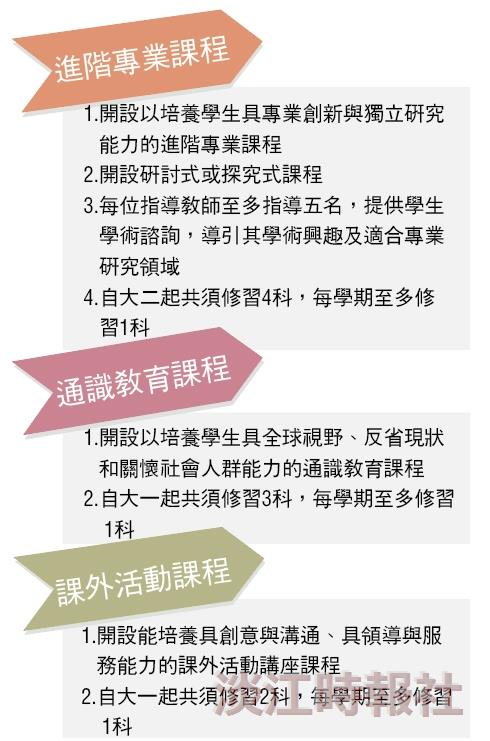 進階專業課程
1.開設以培養學生具專業創新與獨立研究
能力的進階專業課程
2.開設研討式或探究式課程
3.每位指導教師至多指導五名，提供學生
學術諮詢，導引其學術興趣及適合專業
研究領域
4.自大二起共須修習4科，每學期至多修
習1科
通識教育課程
1.開設以培養學生具全球視野、反省現狀
和關懷社會人群能力的通識教育課程
2.自大一起共須修習3科，每學期至多修習
1科
課外活動課程
1.開設能培養具創意與溝通、具領導與服
務能力的課外活動講座課程
2.自大一起共須修習2科，每學期至多修習
1科
淡江時報社